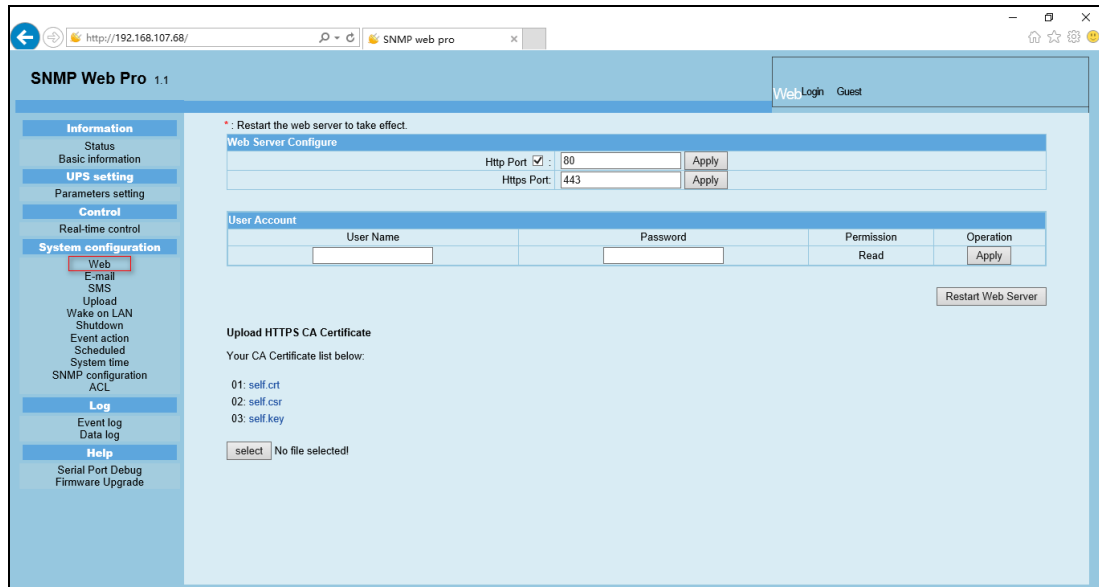 http://192.168.107.68/
SNMP web pro
SNMP Web Pro 1.1
Web Login Guest
Information
Status
Basic information
UPS setting
Parameters setting
Control
Real-time control
System configuration
Web
E-mail
SMS
Upload
Wake on LAN
Shutdown
Event action
Scheduled
System time
SNMP configuration
ACL
Log
Event log
Data log
Help
Serial Port Debug
Firmware Upgrade
* : Restart the web server to take effect.
Web Server Configure
Http Port : 80 Apply
Https Port: 443 Apply
User Account
User Name Password Permission Operation
Read Apply
Restart Web Server
Upload HTTPS CA Certificate
Your CA Certificate list below:
01: self.crt
02: self.csr
03: self.key
select No file selected!